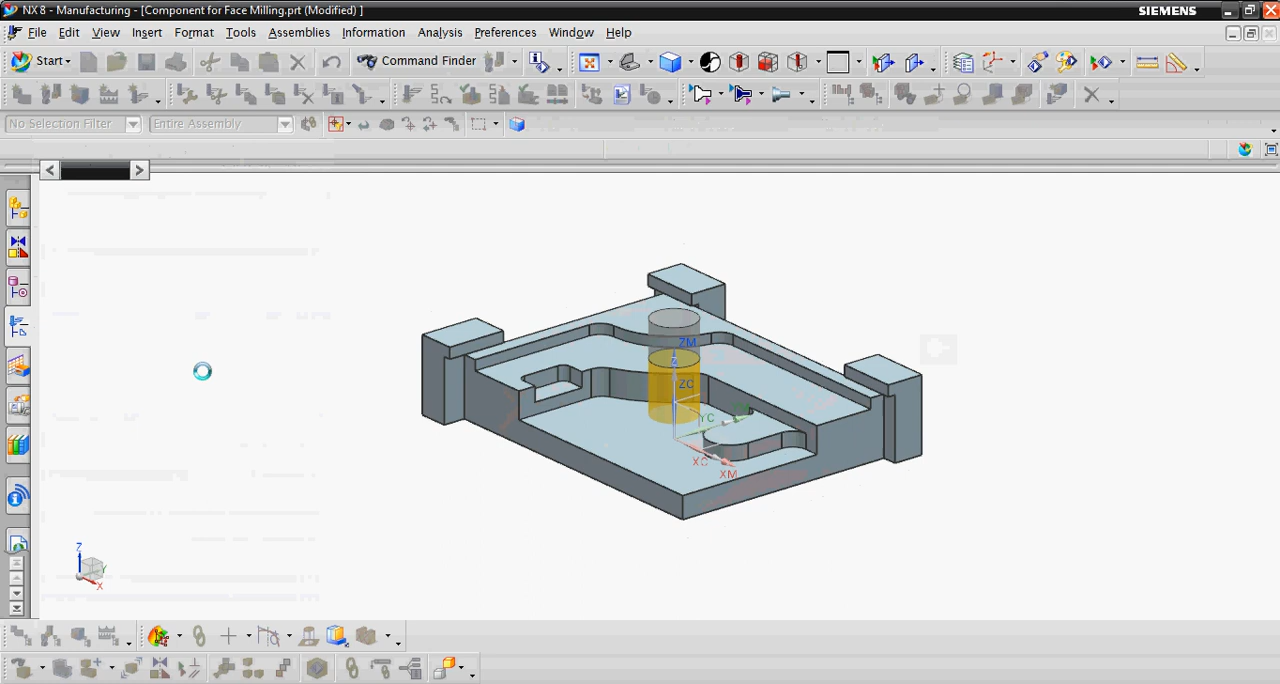 NX 8 - Manufacturing - [Component for Face Milling.prt (Modified) ]
SIEMENS
File Edit View Insert Format Tools Assemblies Information Analysis Preferences Window Help
Start
Command Finder
No Selection Filter
Entire Assembly
ZM
ZC
YC
XC
XM
Z
Y
X